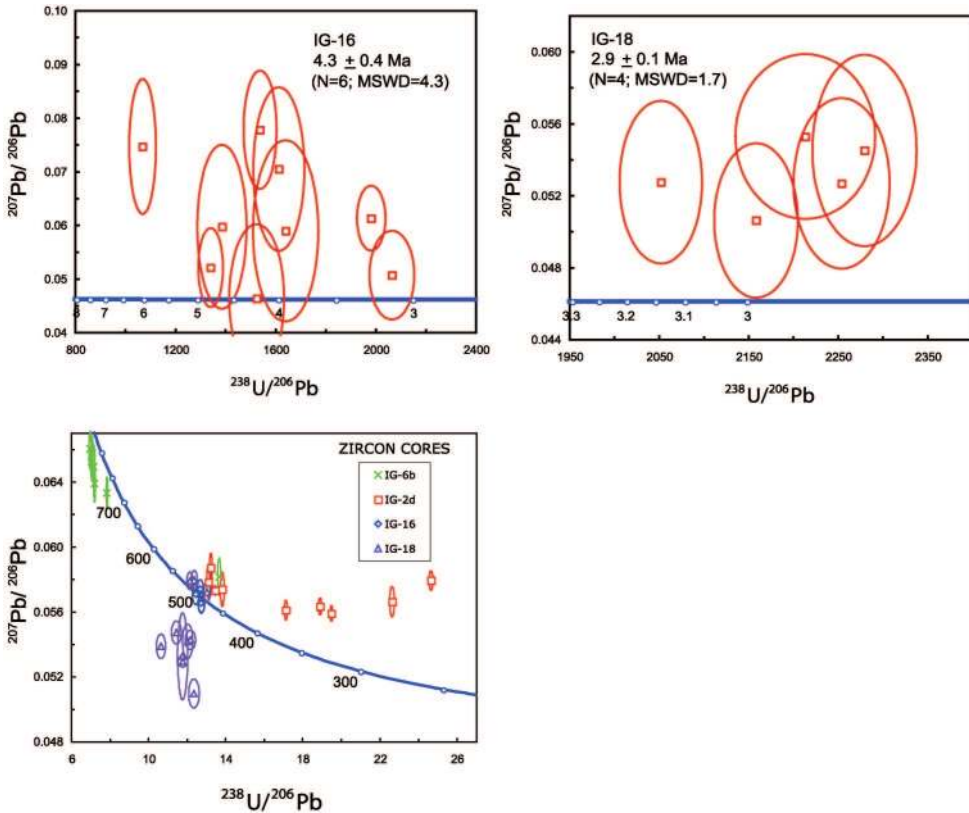 IG-16
4.3 ± 0.4 Ma
(N=6; MSWD=4.3)
0.10
0.09
0.08
0.07
0.06
0.05
0.04
207Pb/ 206Pb
8 7 6 5 4 3
800 1200 1600 2000 2400
238U/206Pb
IG-18
2.9 ± 0.1 Ma
(N=4; MSWD=1.7)
0.060
0.056
0.052
0.048
0.044
207Pb/ 206Pb
3.3 3.2 3.1 3
1950 2050 2150 2250 2350
238U/206Pb
ZIRCON CORES
IG-6b
IG-2d
IG-16
IG-18
0.064
0.060
0.056
0.052
0.048
207Pb/ 206Pb
700
600
500
400
300
6 10 14 18 22 26
238U/206Pb